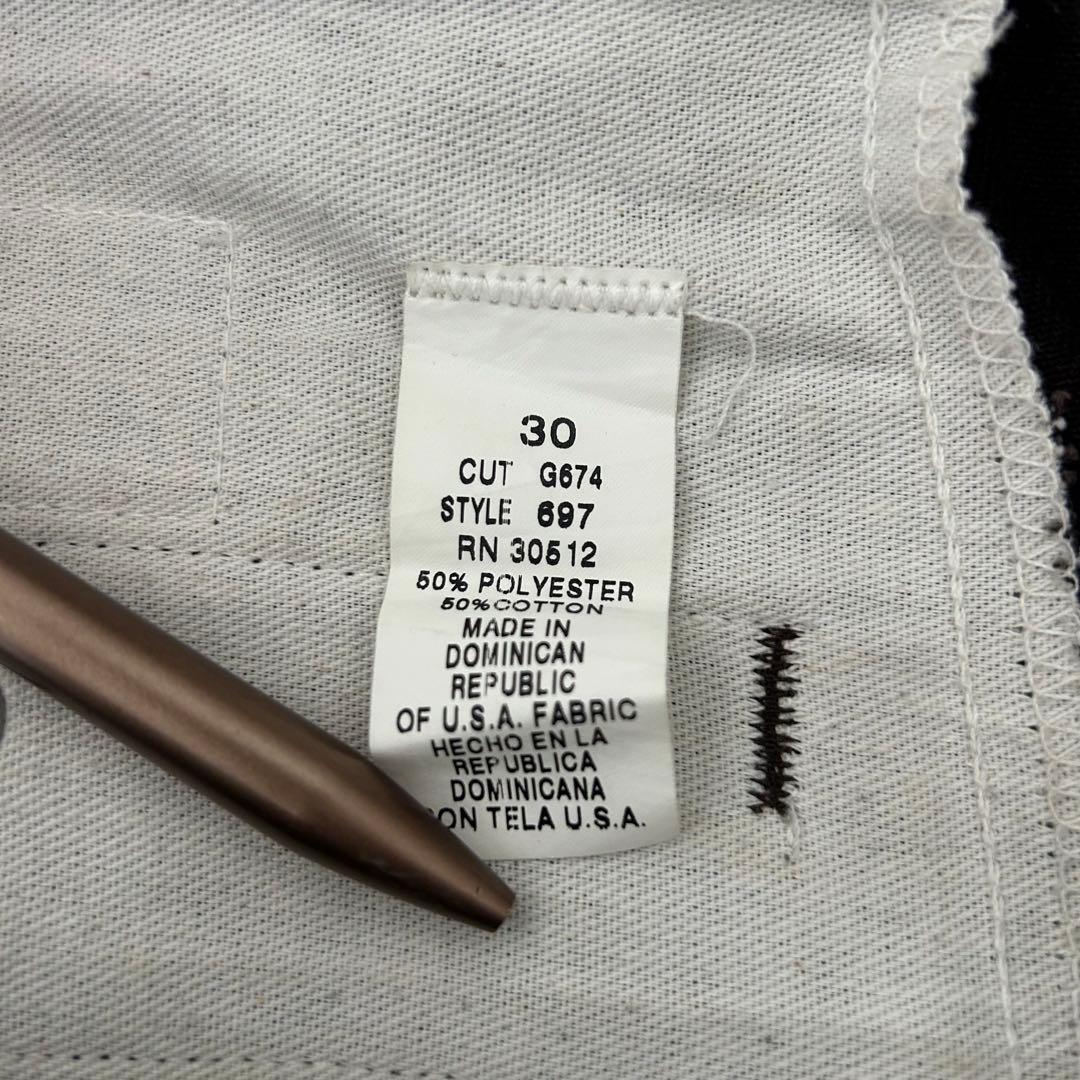 30
CUT G674
STYLE 697
RN 30512
50% POLYESTER
50% COTTON
MADE IN
DOMINICAN
REPUBLIC
OF U.S.A. FABRIC
HECHO EN LA
REPUBLICA
DOMINICANA
TELA U.S.A.